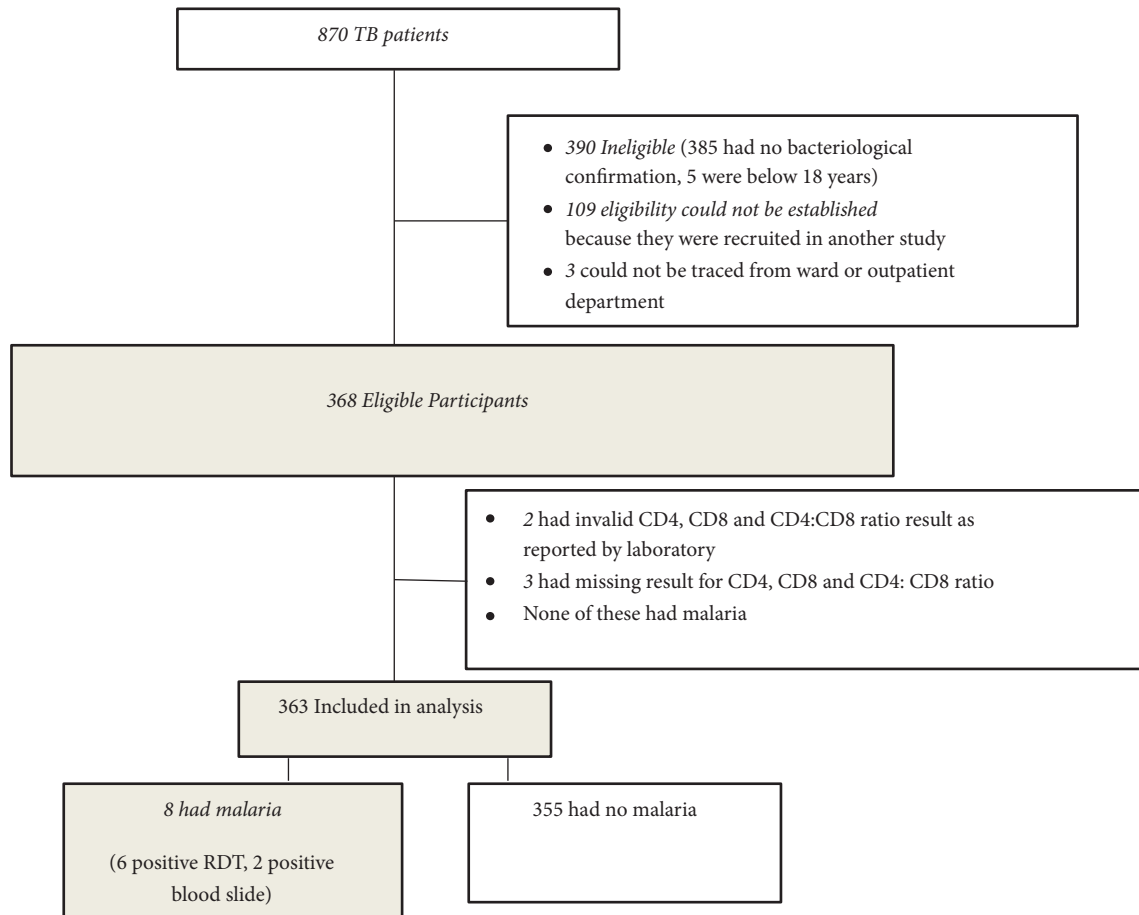 870 TB patients
• 390 Ineligible (385 had no bacteriological
confirmation, 5 were below 18 years)
• 109 eligibility could not be established
because they were recruited in another study
• 3 could not be traced from ward or outpatient
department
368 Eligible Participants
• 2 had invalid CD4, CD8 and CD4:CD8 ratio result as
reported by laboratory
• 3 had missing result for CD4, CD8 and CD4: CD8 ratio
• None of these had malaria
363 Included in analysis
8 had malaria
(6 positive RDT, 2 positive
blood slide)
355 had no malaria